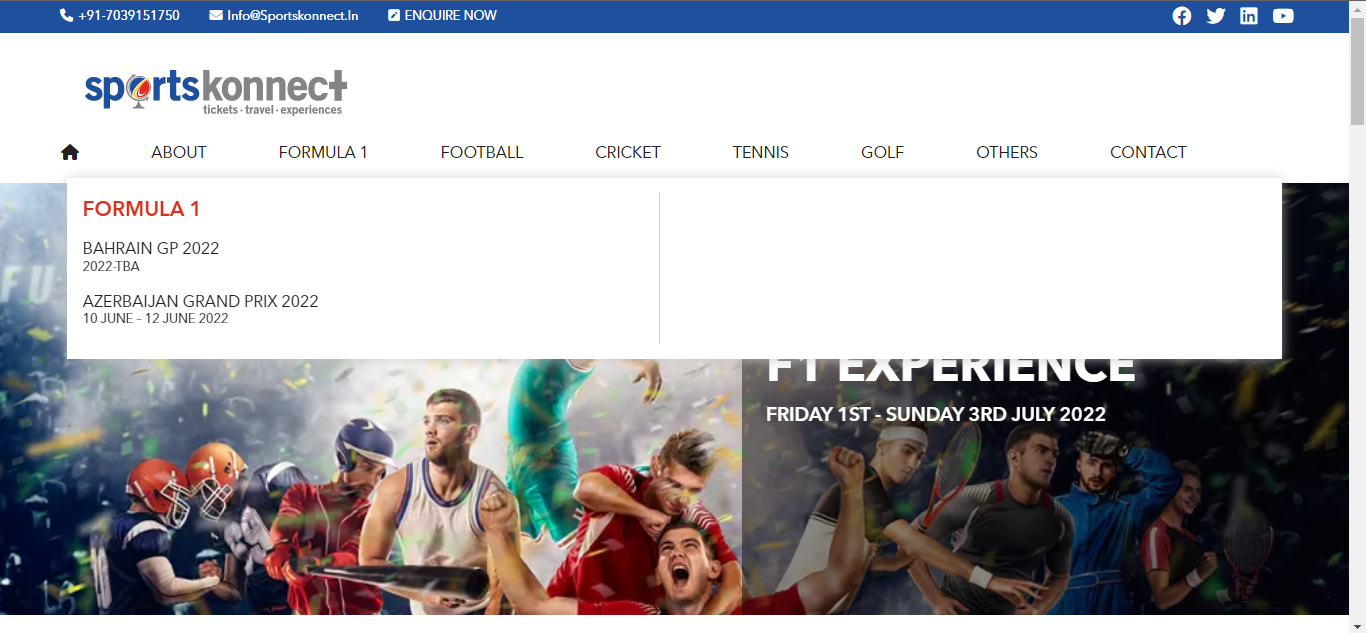 +91-7039151750 Info@Sportskonnect.In ENQUIRE NOW
sportskonnect
tickets · travel · experiences
ABOUT FORMULA 1 FOOTBALL CRICKET TENNIS GOLF OTHERS CONTACT
FORMULA 1
BAHRAIN GP 2022
2022-TBA
AZERBAIJAN GRAND PRIX 2022
10 JUNE – 12 JUNE 2022
F1 EXPERIENCE
FRIDAY 1ST - SUNDAY 3RD JULY 2022